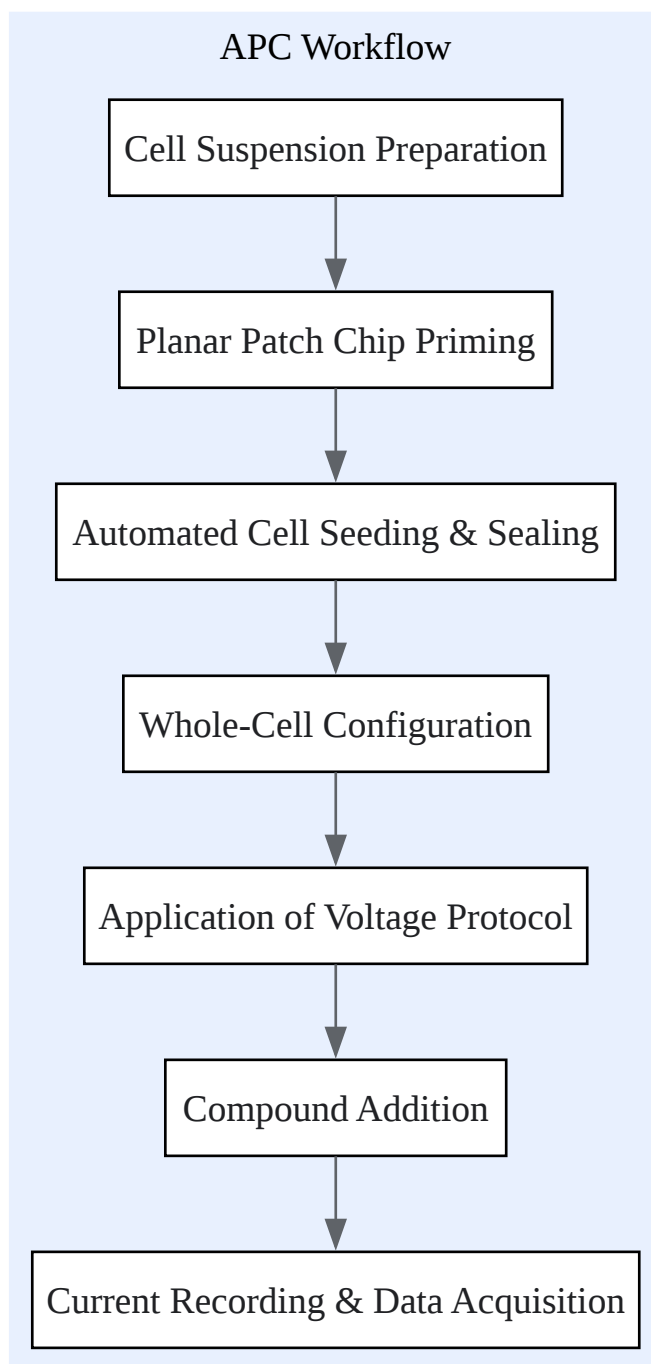 APC Workflow
Cell Suspension Preparation
Planar Patch Chip Priming
Automated Cell Seeding & Sealing
Whole-Cell Configuration
Application of Voltage Protocol
Compound Addition
Current Recording & Data Acquisition